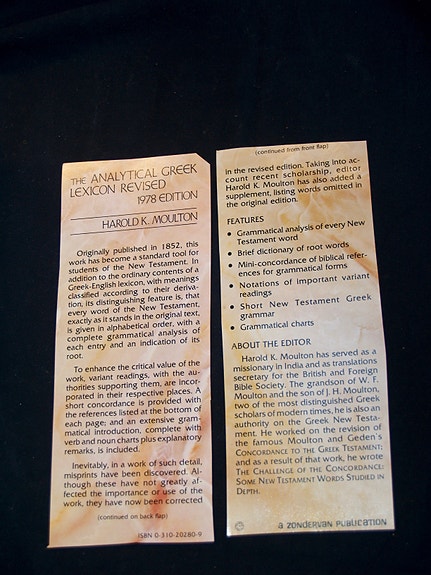 THE ANALYTICAL GREEK
LEXICON REVISED
1978 EDITION
HAROLD K. MOULTON
Originally published in 1852, this
work has become a standard tool for
students of the New Testament. In
addition to the ordinary contents of a
Greek-English lexicon, with meanings
classified according to their deriva-
tion, its distinguishing feature is, that
every word of the New Testament,
exactly as it stands in the original text,
is given in alphabetical order, with a
complete grammatical analysis of
each entry and an indication of its
root.
To enhance the critical value of the
work, variant readings, with the au-
thorities supporting them, are incor-
porated in their respective places. A
short concordance is provided with
the references listed at the bottom of
each page; and an extensive gram-
matical introduction, complete with
verb and noun charts plus explanatory
remarks, is included.
Inevitably, in a work of such detail,
misprints have been discovered. Al-
though these have not greatly af-
fected the importance or use of the
work, they have now been corrected
(continued on back flap)
ISBN 0-310-20280-9
(continued from front flap)
in the revised edition. Taking into ac-
count recent scholarship, editor
Harold K. Moulton has also added a
supplement, listing words omitted in
the original edition.
FEATURES
• Grammatical analysis of every New
Testament word
• Brief dictionary of root words
• Mini-concordance of biblical refer-
ences for grammatical forms
• Notations of important variant
readings
• Short New Testament Greek
grammar
• Grammatical charts
ABOUT THE EDITOR
Harold K. Moulton has served as a
missionary in India and as translations
secretary for the British and Foreign
Bible Society. The grandson of W. F.
Moulton and the son of J. H. Moulton,
two of the most distinguished Greek
scholars of modern times, he is also an
authority on the Greek New Testa-
ment. He worked on the revision of
the famous Moulton and Geden's
CONCORDANCE TO THE GREEK TESTAMENT;
and as a result of that work, he wrote
THE CHALLENGE OF THE CONCORDANCE:
SOME NEW TESTAMENT WORDS STUDIED IN
DEPTH.
a ZONDERVAN PUBLICATION